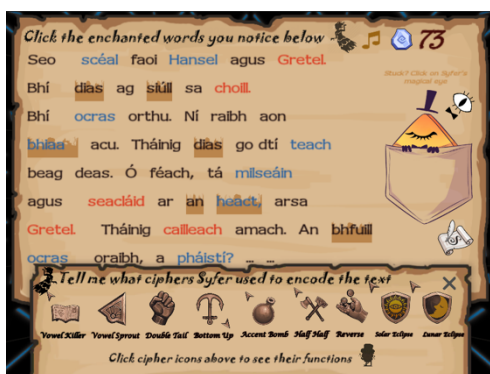 Click the enchanted words you notice below 73
Seo scéal faoi Hansel agus Gretel.
Stuck? Click on Syfer's
magical eye
Bhí dias ag siúll sa choill.
Bhí ocras orthu. Ní raibh aon
bhiaa acu. Tháinig dias go dtí teach
beag deas. Ó féach, tá milseáin
agus seacláid ar an heact, arsa
Gretel. Tháinig cailleach amach. An bhfuill
ocras oraibh, a pháistí? … …
Tell me what ciphers Syfer used to encode the text
Vowel Killer Vowel Sprout Double Tail Bottom Up Accent Bomb Half Half Reverse Solar Eclipse Lunar Eclipse
Click cipher icons above to see their functions